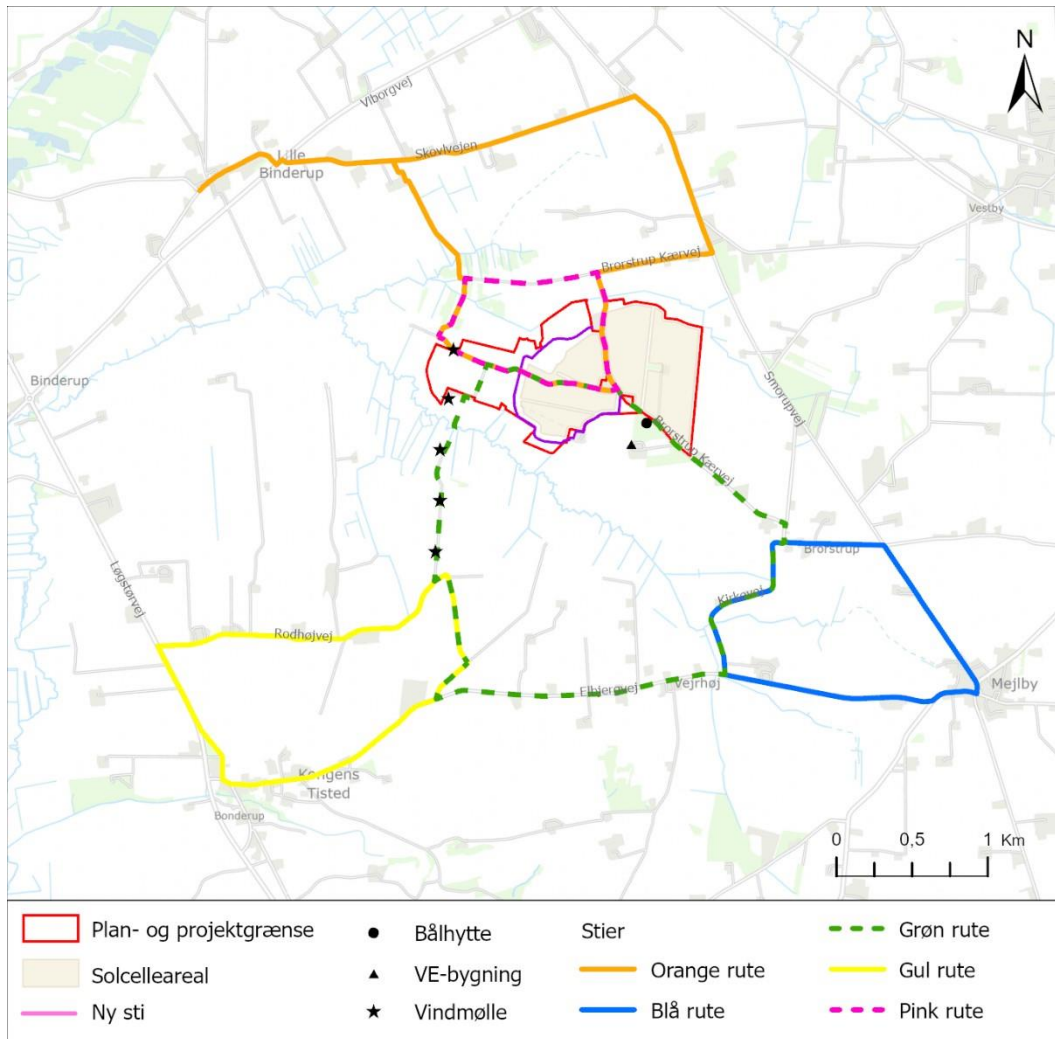 N
Viborgvej
Skovlvejen
Lille
Binderup
Vestby
Brorstrup Kærvej
Binderup
Smorupvej
Brorstrup Kærvej
Løgstørvej
Brorstrup
Kirkevej
Rodhøjvej
Vejrhøj
Mejlby
Kongens
Tisted
Bonderup
0 0,5 1 Km
Plan- og projektgrænse
Solcelleareal
Ny sti
Bålhytte
VE-bygning
Vindmølle
Stier
Orange rute
Blå rute
Grøn rute
Gul rute
Pink rute